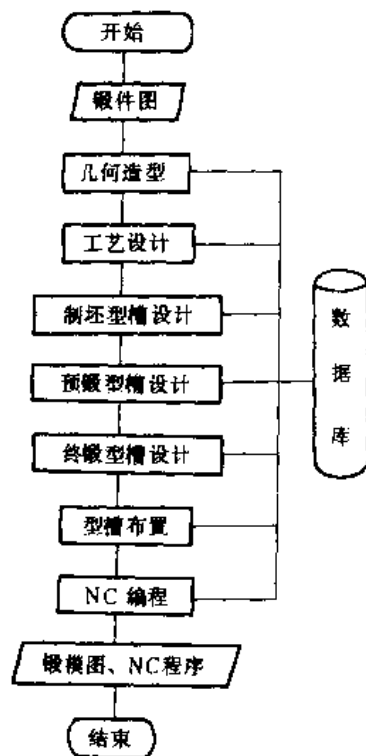 开始
锻件图
几何造型
工艺设计
制坯型槽设计
预锻型槽设计
终锻型槽设计
型槽布置
NC 编程
锻模图、NC程序
结束
数
据
库